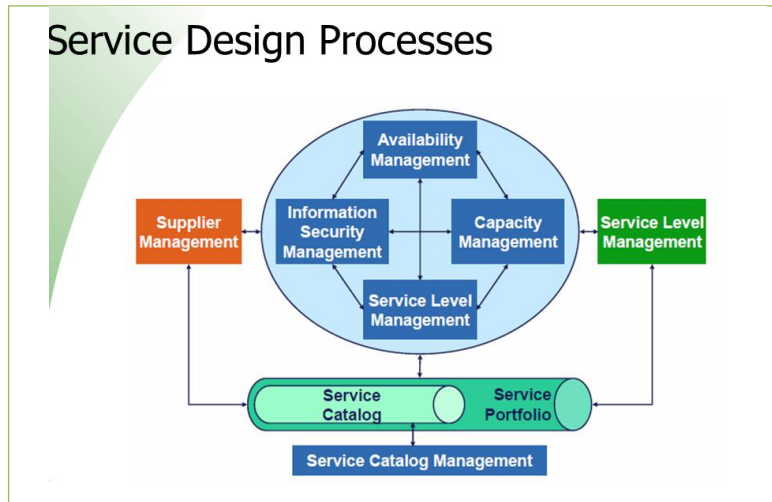 Service Design Processes
Availability
Management
Supplier
Management
Information
Security
Management
Capacity
Management
Service Level
Management
Service Level
Management
Service
Catalog
Service
Portfolio
Service Catalog Management